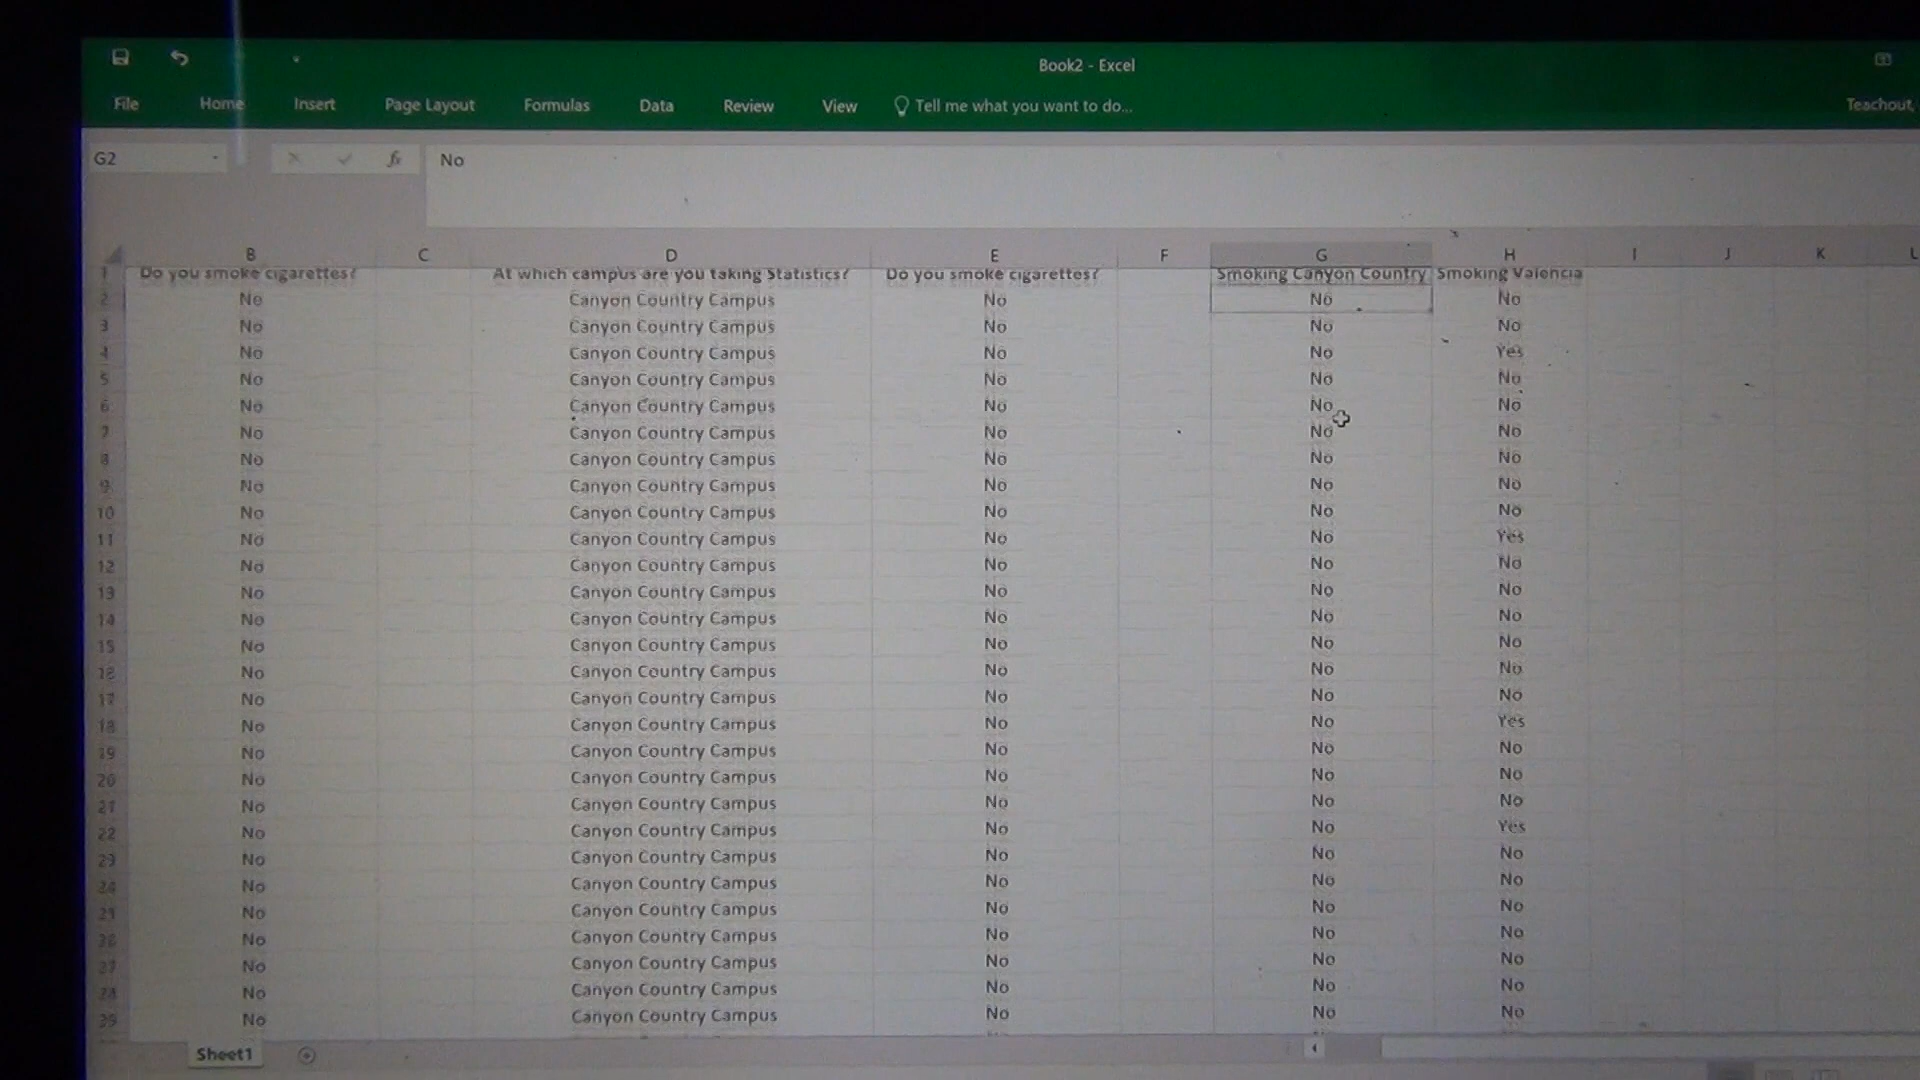 Book2 - Excel
File Home Insert Page Layout Formulas Data Review View Tell me what you want to do... Teachout,
G2 fx No
B C D E F G H I J K L
1 Do you smoke cigarettes? At which campus are you taking Statistics? Do you smoke cigarettes? Smoking Canyon Country Smoking Valencia
2 No Canyon Country Campus No No No
3 No Canyon Country Campus No No No
4 No Canyon Country Campus No No Yes
5 No Canyon Country Campus No No No
6 No Canyon Country Campus No No No
7 No Canyon Country Campus No No No
8 No Canyon Country Campus No No No
9 No Canyon Country Campus No No No
10 No Canyon Country Campus No No No
11 No Canyon Country Campus No No Yes
12 No Canyon Country Campus No No No
13 No Canyon Country Campus No No No
14 No Canyon Country Campus No No No
15 No Canyon Country Campus No No No
16 No Canyon Country Campus No No No
17 No Canyon Country Campus No No No
18 No Canyon Country Campus No No Yes
19 No Canyon Country Campus No No No
20 No Canyon Country Campus No No No
21 No Canyon Country Campus No No No
22 No Canyon Country Campus No No Yes
23 No Canyon Country Campus No No No
24 No Canyon Country Campus No No No
25 No Canyon Country Campus No No No
26 No Canyon Country Campus No No No
27 No Canyon Country Campus No No No
28 No Canyon Country Campus No No No
29 No Canyon Country Campus No No No
Sheet1